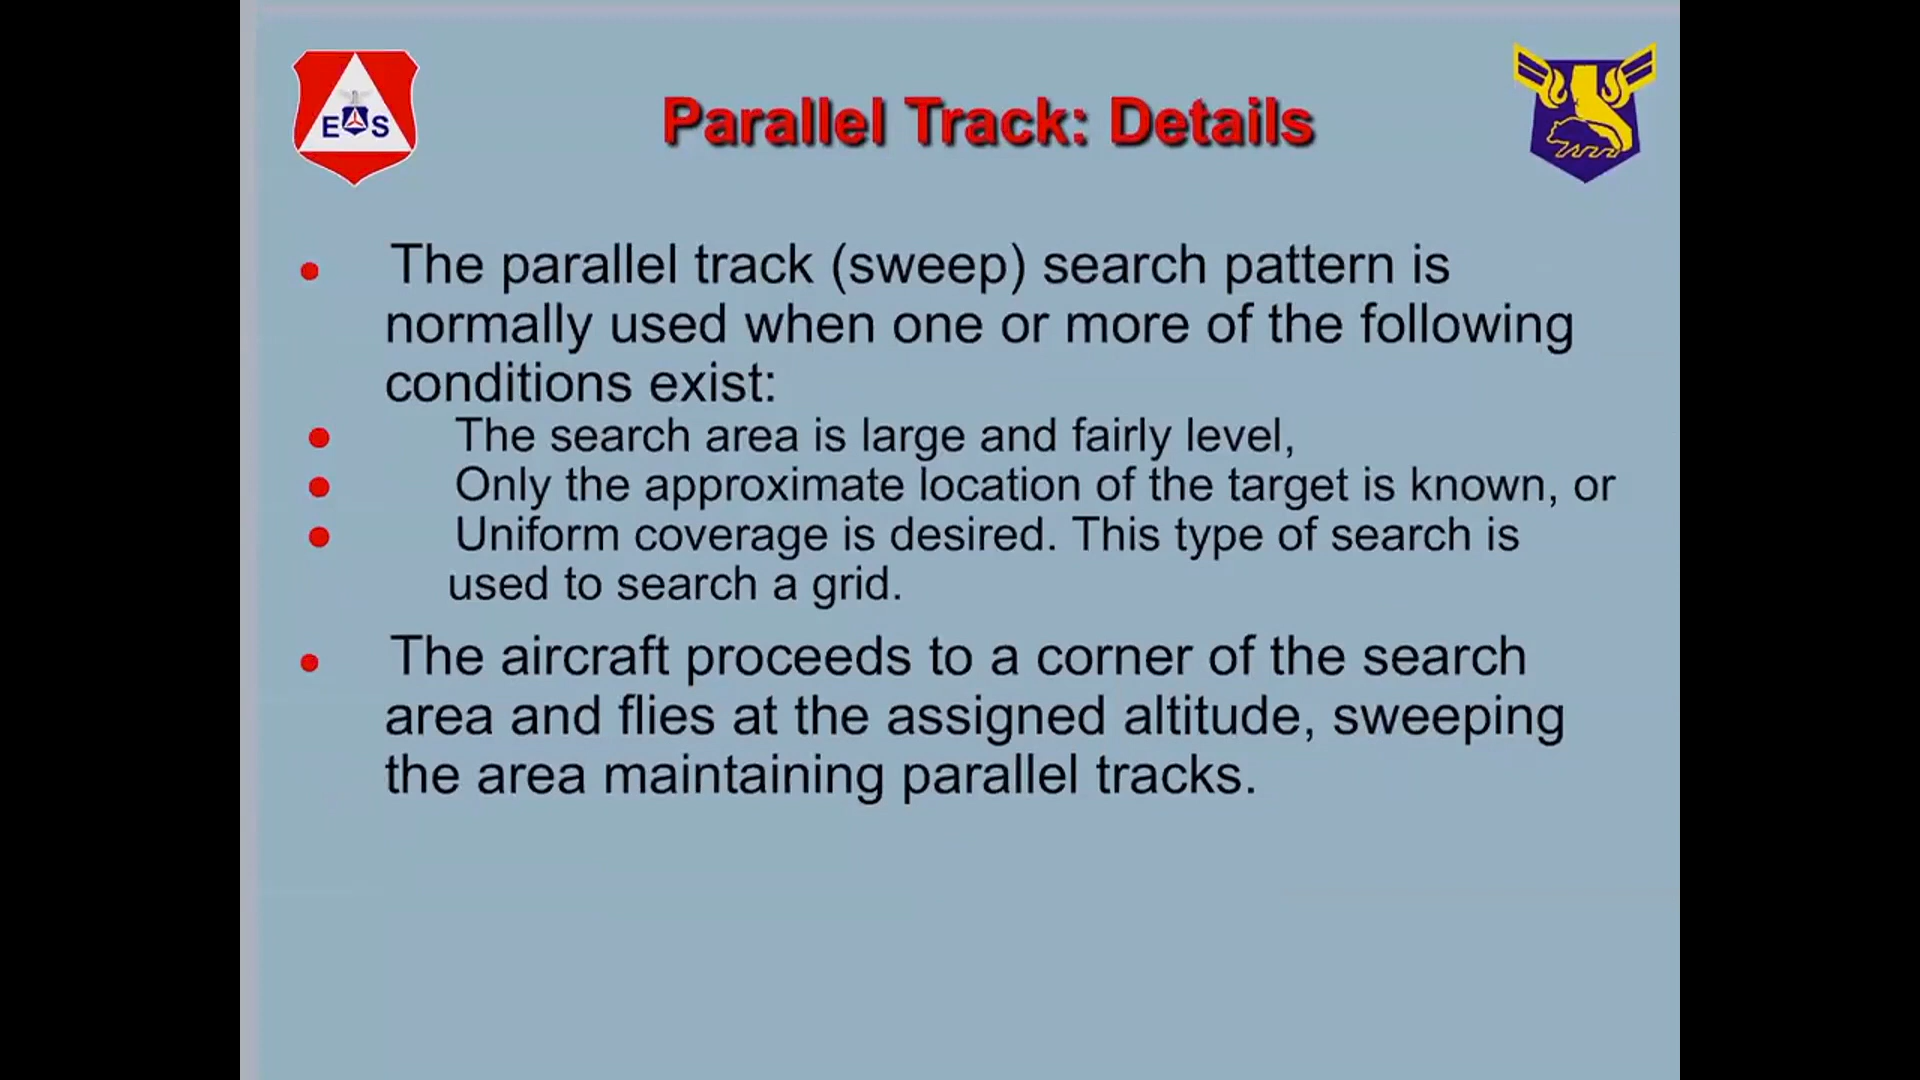 E S
Parallel Track: Details
The parallel track (sweep) search pattern is
normally used when one or more of the following
conditions exist:
The search area is large and fairly level,
Only the approximate location of the target is known, or
Uniform coverage is desired. This type of search is
used to search a grid.
The aircraft proceeds to a corner of the search
area and flies at the assigned altitude, sweeping
the area maintaining parallel tracks.